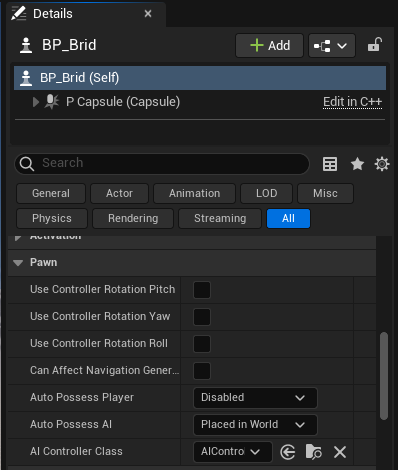 Details
BP_Brid
Add
BP_Brid (Self)
P Capsule (Capsule) Edit in C++
Search
General Actor Animation LOD Misc
Physics Rendering Streaming All
Activation
Pawn
Use Controller Rotation Pitch
Use Controller Rotation Yaw
Use Controller Rotation Roll
Can Affect Navigation Gener...
Auto Possess Player Disabled
Auto Possess AI Placed in World
AI Controller Class AIContro